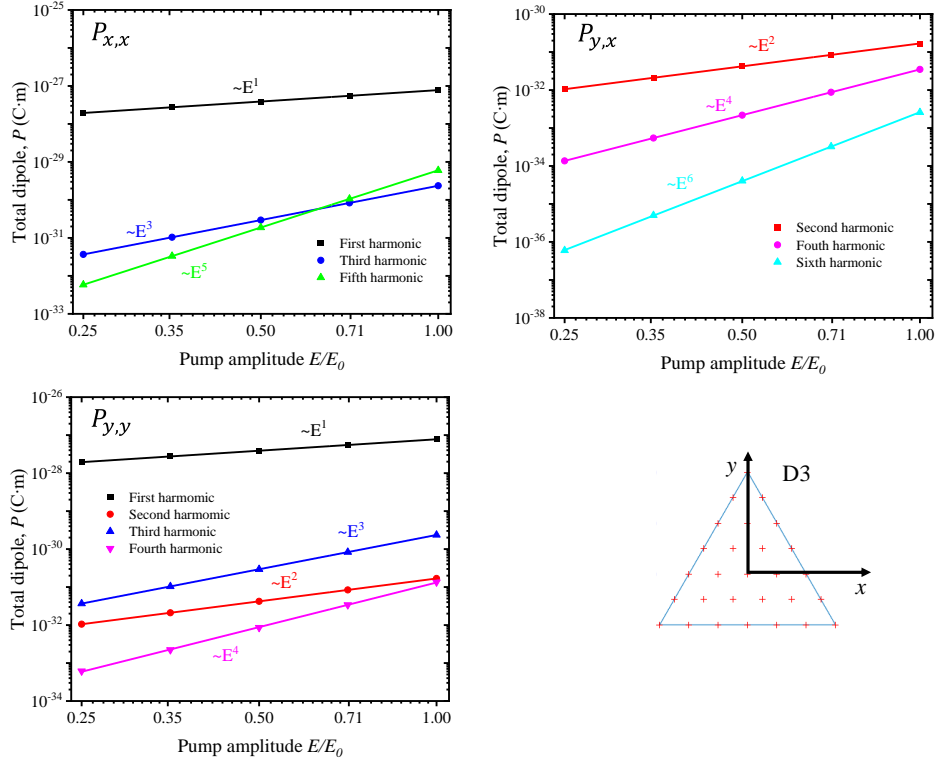 P_{x,x}
Total dipole, P (C·m)
10^{-25}
10^{-27}
10^{-29}
10^{-31}
10^{-33}
~E^1
~E^3
~E^5
First harmonic
Third harmonic
Fifth harmonic
0.25 0.35 0.50 0.71 1.00
Pump amplitude E/E_0
P_{y,x}
Total dipole, P (C·m)
10^{-30}
10^{-32}
10^{-34}
10^{-36}
10^{-38}
~E^2
~E^4
~E^6
Second harmonic
Fouth harmonic
Sixth harmonic
0.25 0.35 0.50 0.71 1.00
Pump amplitude E/E_0
P_{y,y}
Total dipole, P (C·m)
10^{-26}
10^{-28}
10^{-30}
10^{-32}
10^{-34}
~E^1
First harmomic
Second harmonic
Third harmonic
Fourth harmonic
~E^3
~E^2
~E^4
0.25 0.35 0.50 0.71 1.00
Pump amplitude E/E_0
y
D3
x